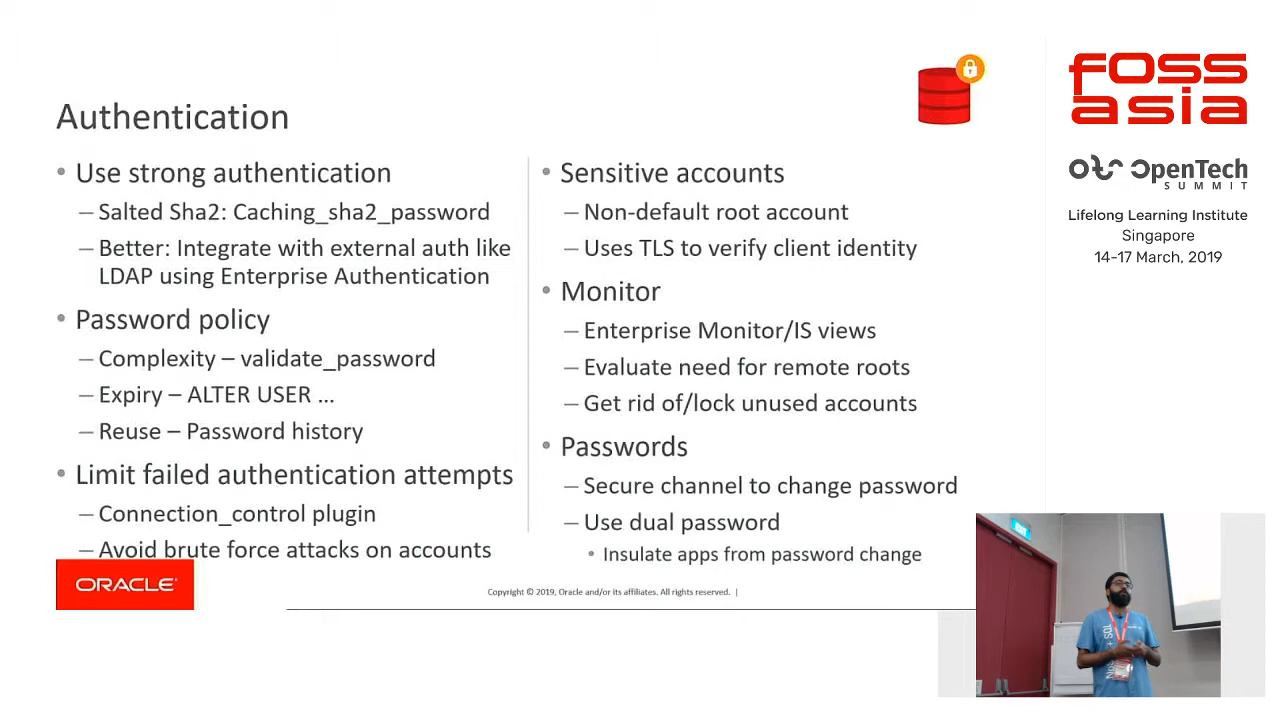 Authentication
• Use strong authentication
– Salted Sha2: Caching_sha2_password
– Better: Integrate with external auth like
LDAP using Enterprise Authentication
• Password policy
– Complexity – validate_password
– Expiry – ALTER USER ...
– Reuse – Password history
• Limit failed authentication attempts
– Connection_control plugin
– Avoid brute force attacks on accounts
• Sensitive accounts
– Non-default root account
– Uses TLS to verify client identity
• Monitor
– Enterprise Monitor/IS views
– Evaluate need for remote roots
– Get rid of/lock unused accounts
• Passwords
– Secure channel to change password
– Use dual password
• Insulate apps from password change
ORACLE
Copyright © 2019, Oracle and/or its affiliates. All rights reserved. |
FOSS
asia
OpenTech
SUMMIT
Lifelong Learning Institute
Singapore
14-17 March, 2019